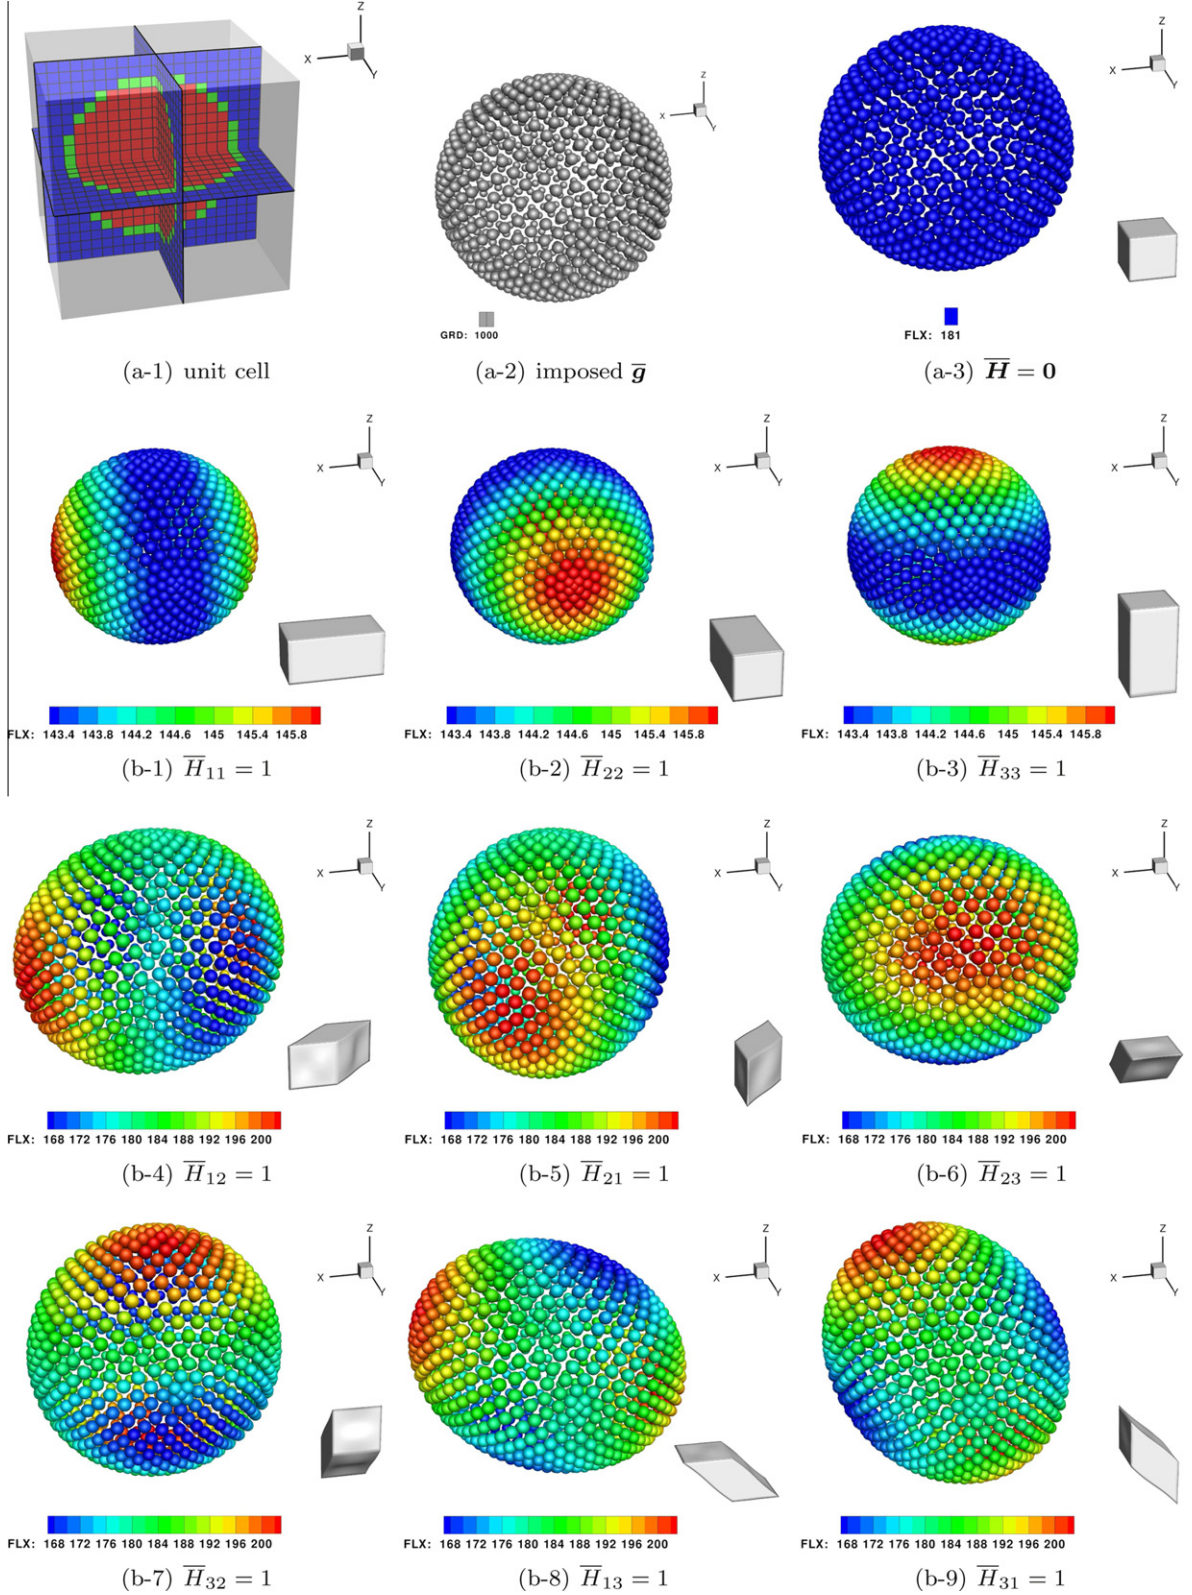 Z
X
Y
Z
X
Y
GRD: 1000
Z
X
Y
FLX: 181
(a-1) unit cell
(a-2) imposed g̅
(a-3) H̅ = 0
Z
X
Y
FLX: 143.4 143.8 144.2 144.6 145 145.4 145.8
Z
X
Y
FLX: 143.4 143.8 144.2 144.6 145 145.4 145.8
Z
X
Y
FLX: 143.4 143.8 144.2 144.6 145 145.4 145.8
(b-1) H̅₁₁ = 1
(b-2) H̅₂₂ = 1
(b-3) H̅₃₃ = 1
Z
X
Y
FLX: 168 172 176 180 184 188 192 196 200
Z
X
Y
FLX: 168 172 176 180 184 188 192 196 200
Z
X
Y
FLX: 168 172 176 180 184 188 192 196 200
(b-4) H̅₁₂ = 1
(b-5) H̅₂₁ = 1
(b-6) H̅₂₃ = 1
Z
X
Y
FLX: 168 172 176 180 184 188 192 196 200
Z
X
Y
FLX: 168 172 176 180 184 188 192 196 200
Z
X
Y
FLX: 168 172 176 180 184 188 192 196 200
(b-7) H̅₃₂ = 1
(b-8) H̅₁₃ = 1
(b-9) H̅₃₁ = 1